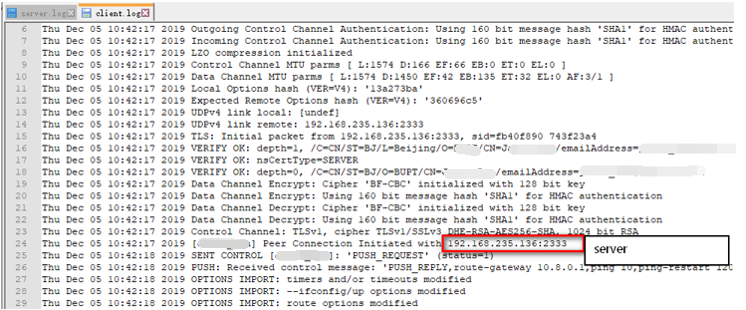 server.log client.log
6 Thu Dec 05 10:42:17 2019 Outgoing Control Channel Authentication: Using 160 bit message hash 'SHA1' for HMAC authent
7 Thu Dec 05 10:42:17 2019 Incoming Control Channel Authentication: Using 160 bit message hash 'SHA1' for HMAC authent
8 Thu Dec 05 10:42:17 2019 LZO compression initialized
9 Thu Dec 05 10:42:17 2019 Control Channel MTU parms [ L:1574 D:166 EF:66 EB:0 ET:0 EL:0 ]
10 Thu Dec 05 10:42:17 2019 Data Channel MTU parms [ L:1574 D:1450 EF:42 EB:135 ET:32 EL:0 AF:3/1 ]
11 Thu Dec 05 10:42:17 2019 Local Options hash (VER=V4): '13a273ba'
12 Thu Dec 05 10:42:17 2019 Expected Remote Options hash (VER=V4): '360696c5'
13 Thu Dec 05 10:42:17 2019 UDPv4 link local: [undef]
14 Thu Dec 05 10:42:17 2019 UDPv4 link remote: 192.168.235.136:2333
15 Thu Dec 05 10:42:17 2019 TLS: Initial packet from 192.168.235.136:2333, sid=fb40f890 743f23a4
16 Thu Dec 05 10:42:17 2019 VERIFY OK: depth=1, /C=CN/ST=BJ/L=Beijing/O= /CN= /emailAddress=
17 Thu Dec 05 10:42:17 2019 VERIFY OK: nsCertType=SERVER
18 Thu Dec 05 10:42:17 2019 VERIFY OK: depth=0, /C=CN/ST=BJ/O=BUPT/CN= /emailAddress=
19 Thu Dec 05 10:42:17 2019 Data Channel Encrypt: Cipher 'BF-CBC' initialized with 128 bit key
20 Thu Dec 05 10:42:17 2019 Data Channel Encrypt: Using 160 bit message hash 'SHA1' for HMAC authentication
21 Thu Dec 05 10:42:17 2019 Data Channel Decrypt: Cipher 'BF-CBC' initialized with 128 bit key
22 Thu Dec 05 10:42:17 2019 Data Channel Decrypt: Using 160 bit message hash 'SHA1' for HMAC authentication
23 Thu Dec 05 10:42:17 2019 Control Channel: TLSv1, cipher TLSv1/SSLv3 DHE-RSA-AES256-SHA, 1024 bit RSA
24 Thu Dec 05 10:42:17 2019 [ ] Peer Connection Initiated with 192.168.235.136:2333
server
25 Thu Dec 05 10:42:18 2019 SENT CONTROL [ ]: 'PUSH_REQUEST' (status=1)
26 Thu Dec 05 10:42:18 2019 PUSH: Received control message: 'PUSH_REPLY,route-gateway 10.8.0.1,ping 10,ping-restart 120
27 Thu Dec 05 10:42:18 2019 OPTIONS IMPORT: timers and/or timeouts modified
28 Thu Dec 05 10:42:18 2019 OPTIONS IMPORT: --ifconfig/up options modified
29 Thu Dec 05 10:42:18 2019 OPTIONS IMPORT: route options modified